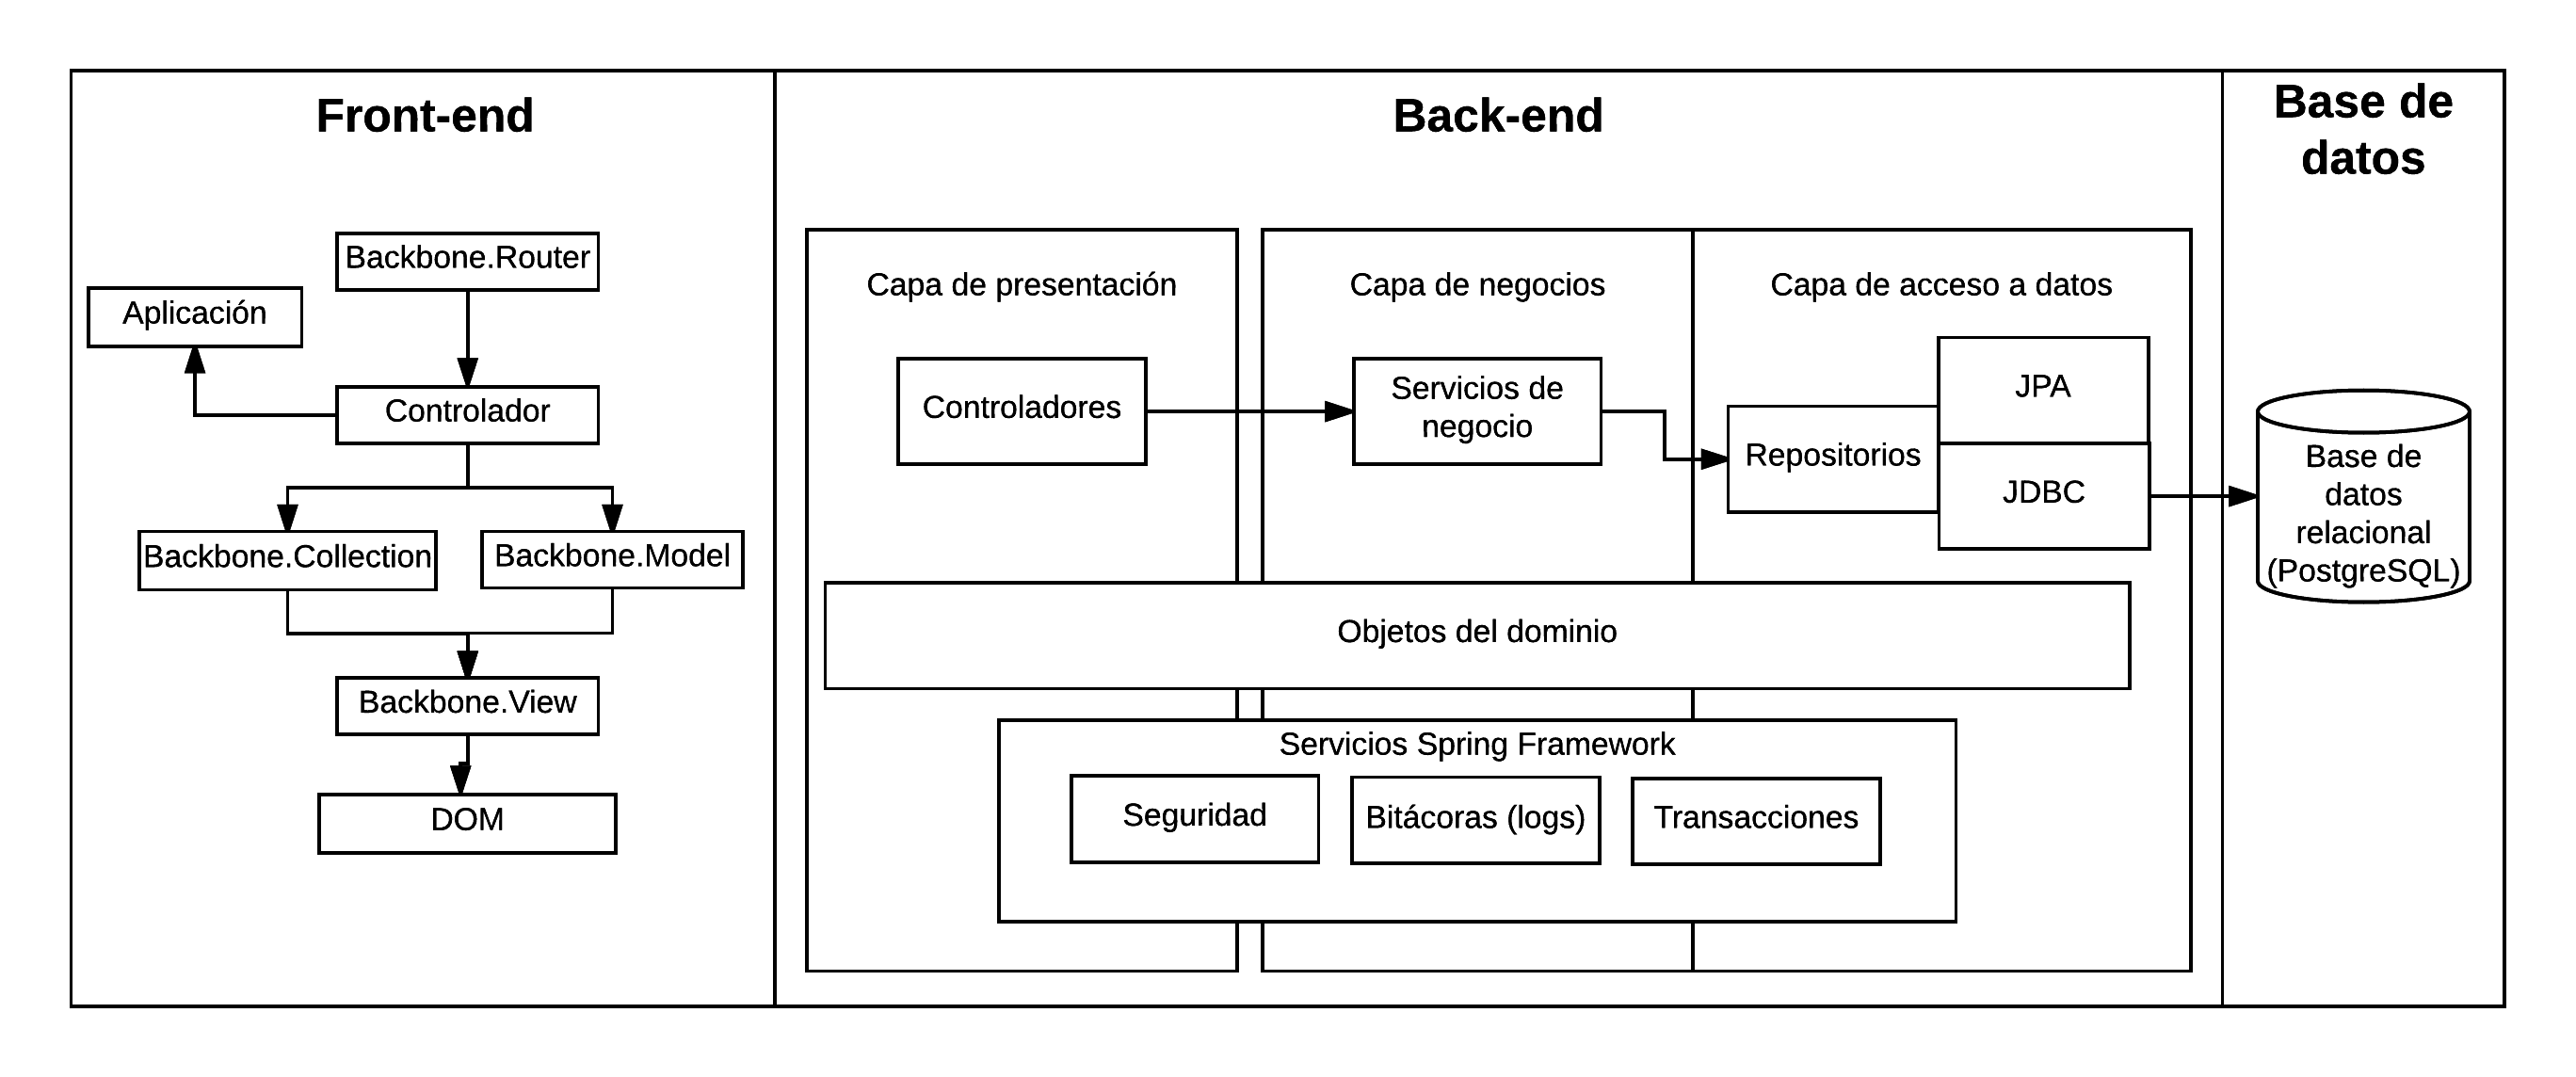 Front-end
Backbone.Router
Aplicación
Controlador
Backbone.Collection
Backbone.Model
Backbone.View
DOM
Back-end
Capa de presentación
Controladores
Capa de negocios
Servicios de
negocio
Capa de acceso a datos
Repositorios
JPA
JDBC
Objetos del dominio
Servicios Spring Framework
Seguridad
Bitácoras (logs)
Transacciones
Base de
datos
Base de
datos
relacional
(PostgreSQL)